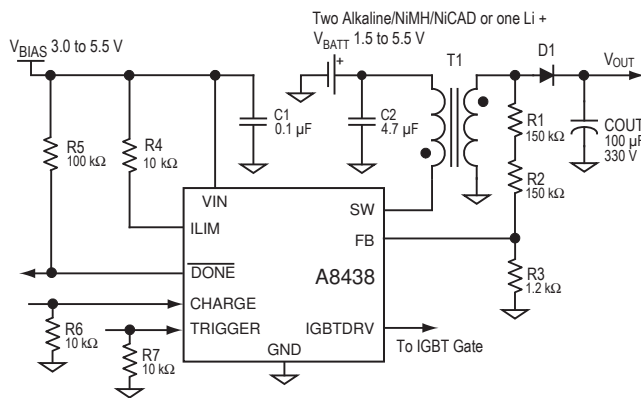 Two Alkaline/NiMH/NiCAD or one Li +
VBIAS 3.0 to 5.5 V
VBATT 1.5 to 5.5 V
+
T1
D1
VOUT
C1
0.1 µF
C2
4.7 µF
R1
150 kΩ
COUT
100 µF
330 V
R5
100 kΩ
R4
10 kΩ
R2
150 kΩ
VIN
SW
ILIM
FB
DONE
A8438
R3
1.2 kΩ
CHARGE
TRIGGER
IGBTDRV
R6
10 kΩ
R7
10 kΩ
GND
To IGBT Gate